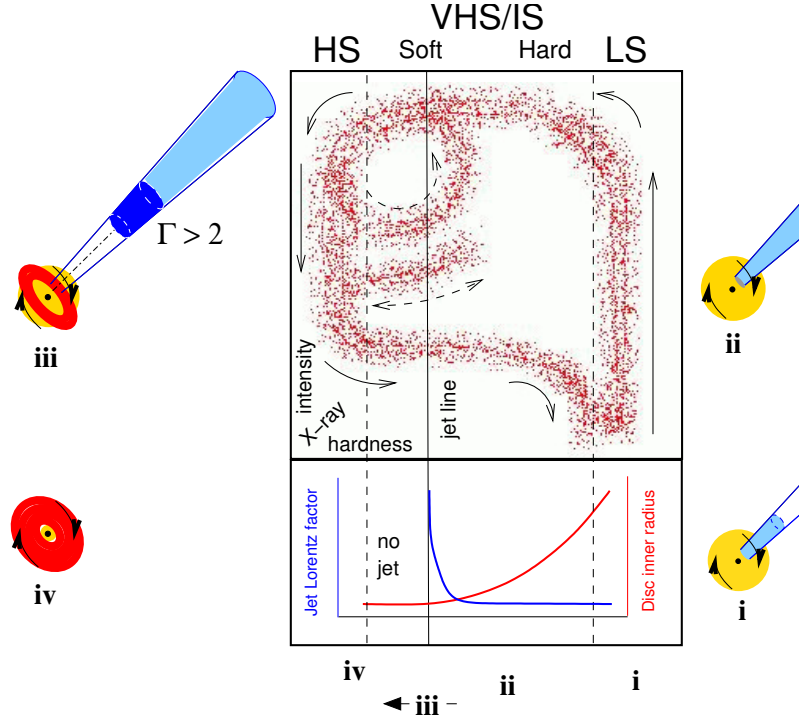 VHS/IS
HS
Soft
Hard
LS
Γ > 2
iii
ii
intensity
X-ray
hardness
jet line
Jet Lorentz factor
no
jet
Disc inner radius
iv
i
iv
iii
ii
i